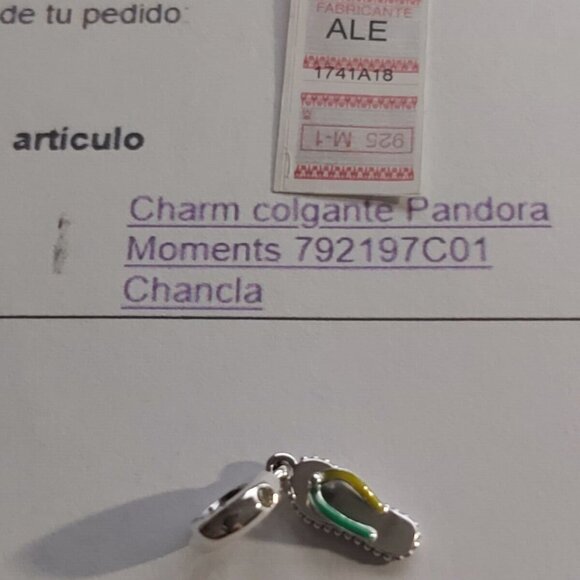 de tu pedido:
FABRICANTE
ALE
1741A18
925 M-1
artículo
Charm colgante Pandora
Moments 792197C01
Chancla